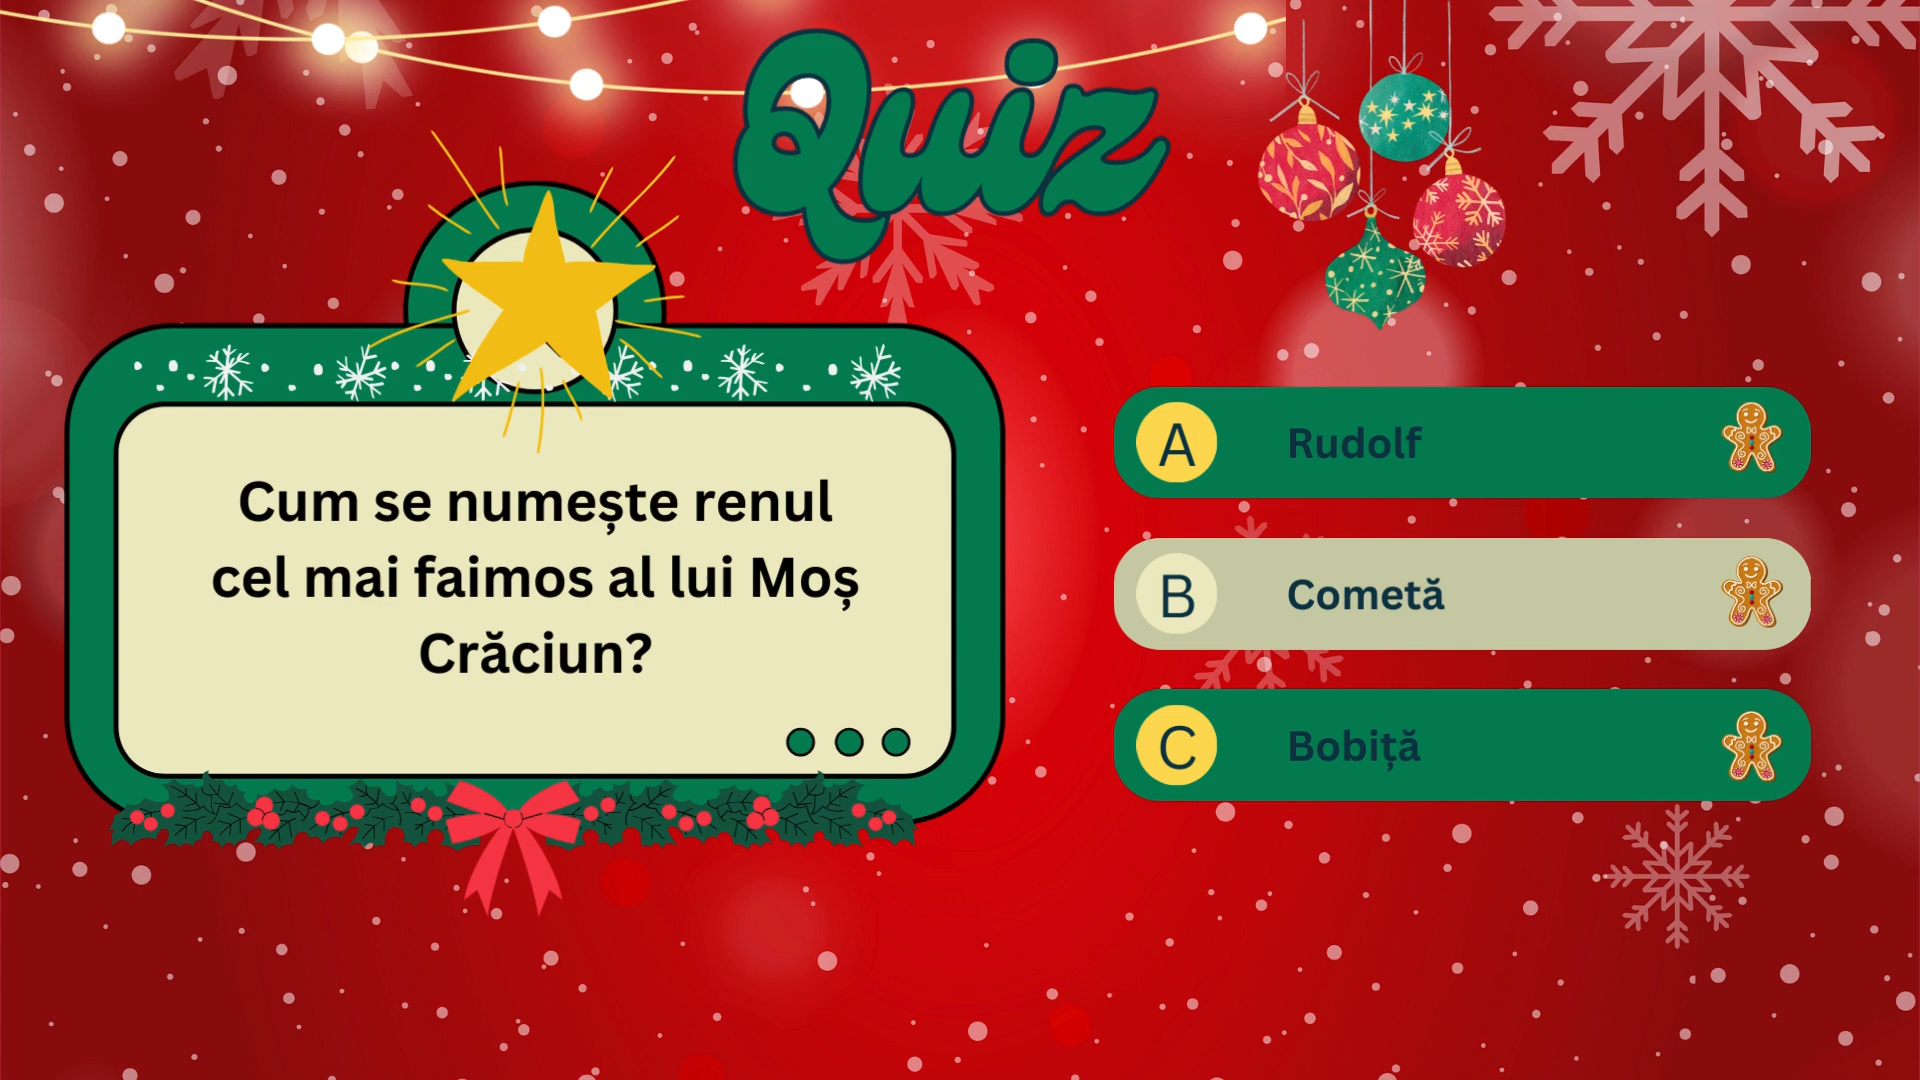 Quiz
Cum se numește renul
cel mai faimos al lui Moș
Crăciun?
A Rudolf
B Cometă
C Bobiță